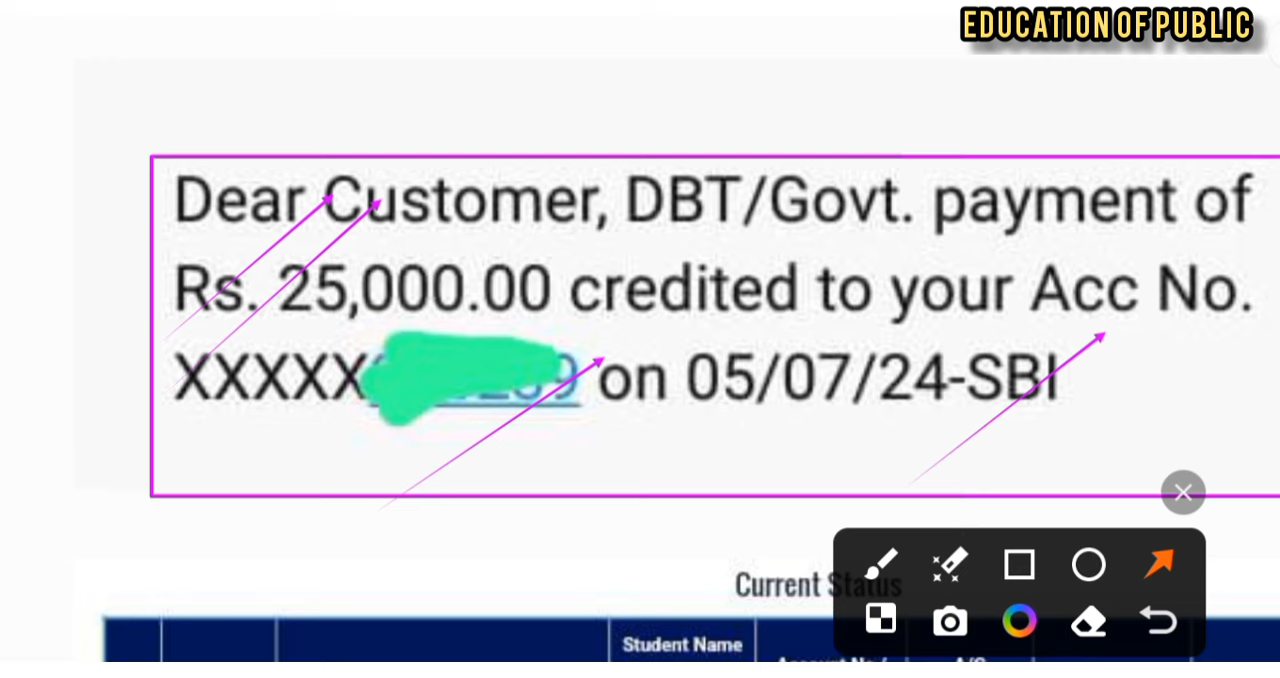 EDUCATION OF PUBLIC
Dear Customer, DBT/Govt. payment of
Rs. 25,000.00 credited to your Acc No.
XXXXX on 05/07/24-SBI
Current Status
Student Name